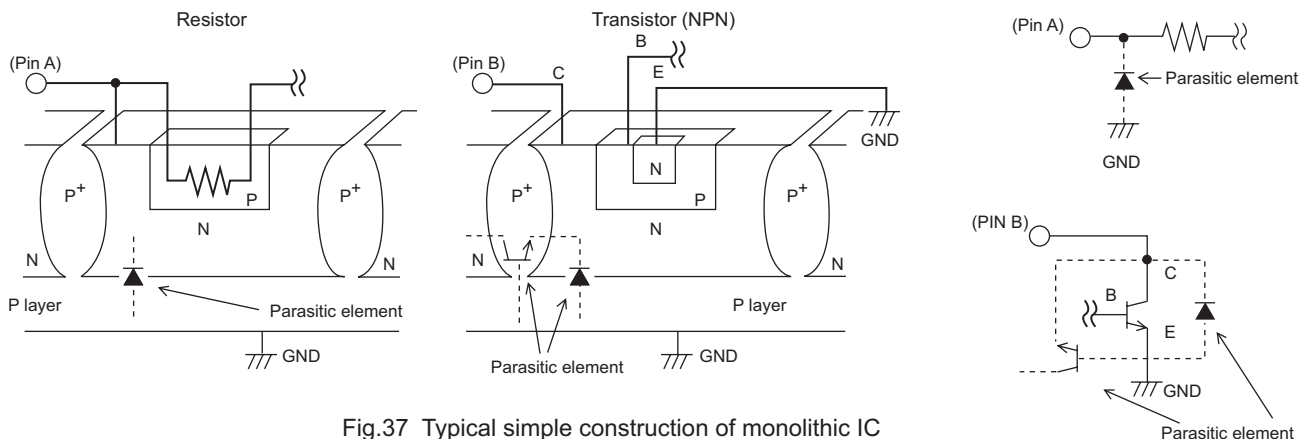 Resistor
(Pin A)
P+
P+
P
N
N
N
P layer
Parasitic element
GND
Transistor (NPN)
(Pin B)
C
B
E
GND
P+
P+
N
P
N
N
N
P layer
Parasitic element
GND
(Pin A)
Parasitic element
GND
(PIN B)
C
B
E
GND
Parasitic element
Fig.37 Typical simple construction of monolithic IC